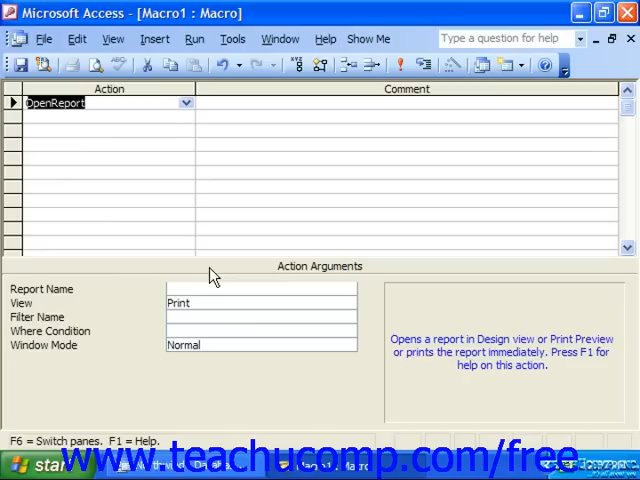 Microsoft Access - [Macro1 : Macro]
File Edit View Insert Run Tools Window Help Show Me
Type a question for help
Action Comment
OpenReport
Action Arguments
Report Name
View Print
Filter Name
Where Condition
Window Mode Normal
Opens a report in Design view or Print Preview
or prints the report immediately. Press F1 for
help on this action.
F6 = Switch panes. F1 = Help.
www.teachucomp.com/free
start